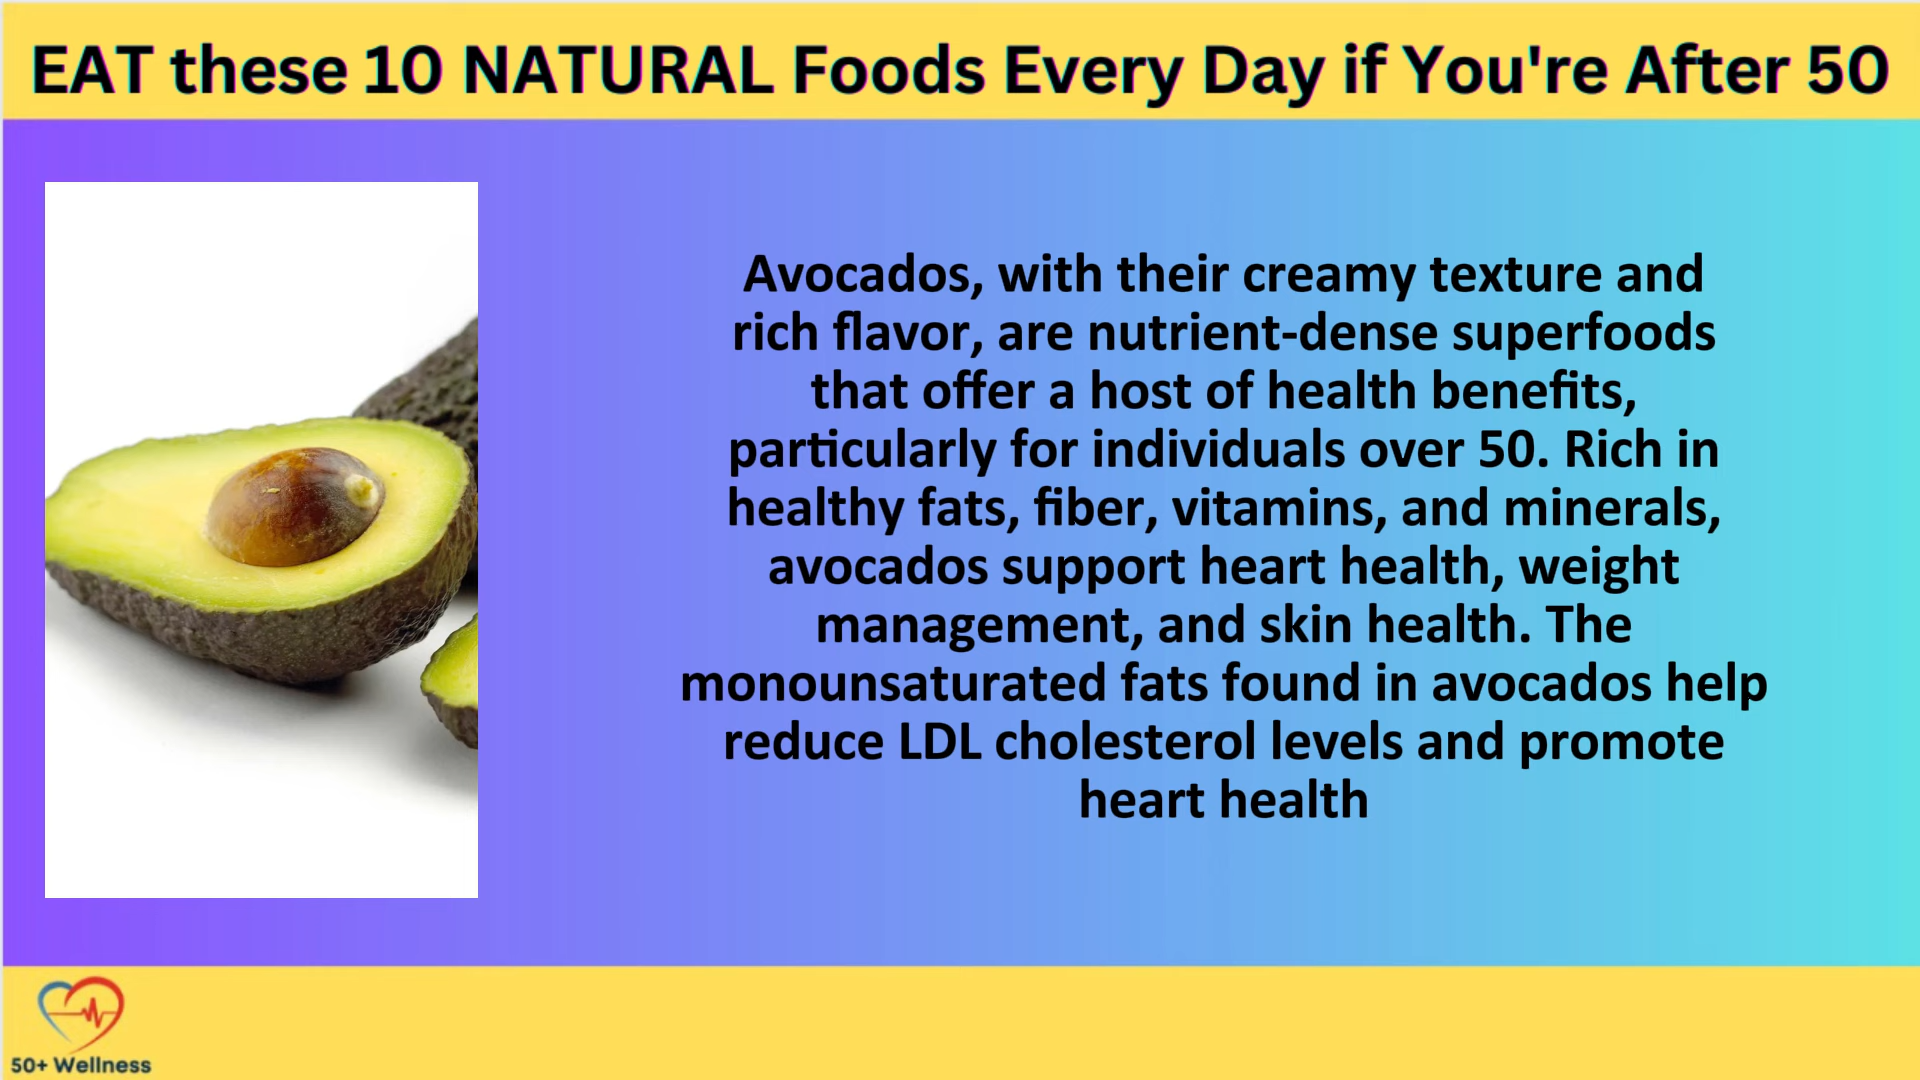 EAT these 10 NATURAL Foods Every Day if You're After 50
Avocados, with their creamy texture and
rich flavor, are nutrient-dense superfoods
that offer a host of health benefits,
particularly for individuals over 50. Rich in
healthy fats, fiber, vitamins, and minerals,
avocados support heart health, weight
management, and skin health. The
monounsaturated fats found in avocados help
reduce LDL cholesterol levels and promote
heart health
50+ Wellness